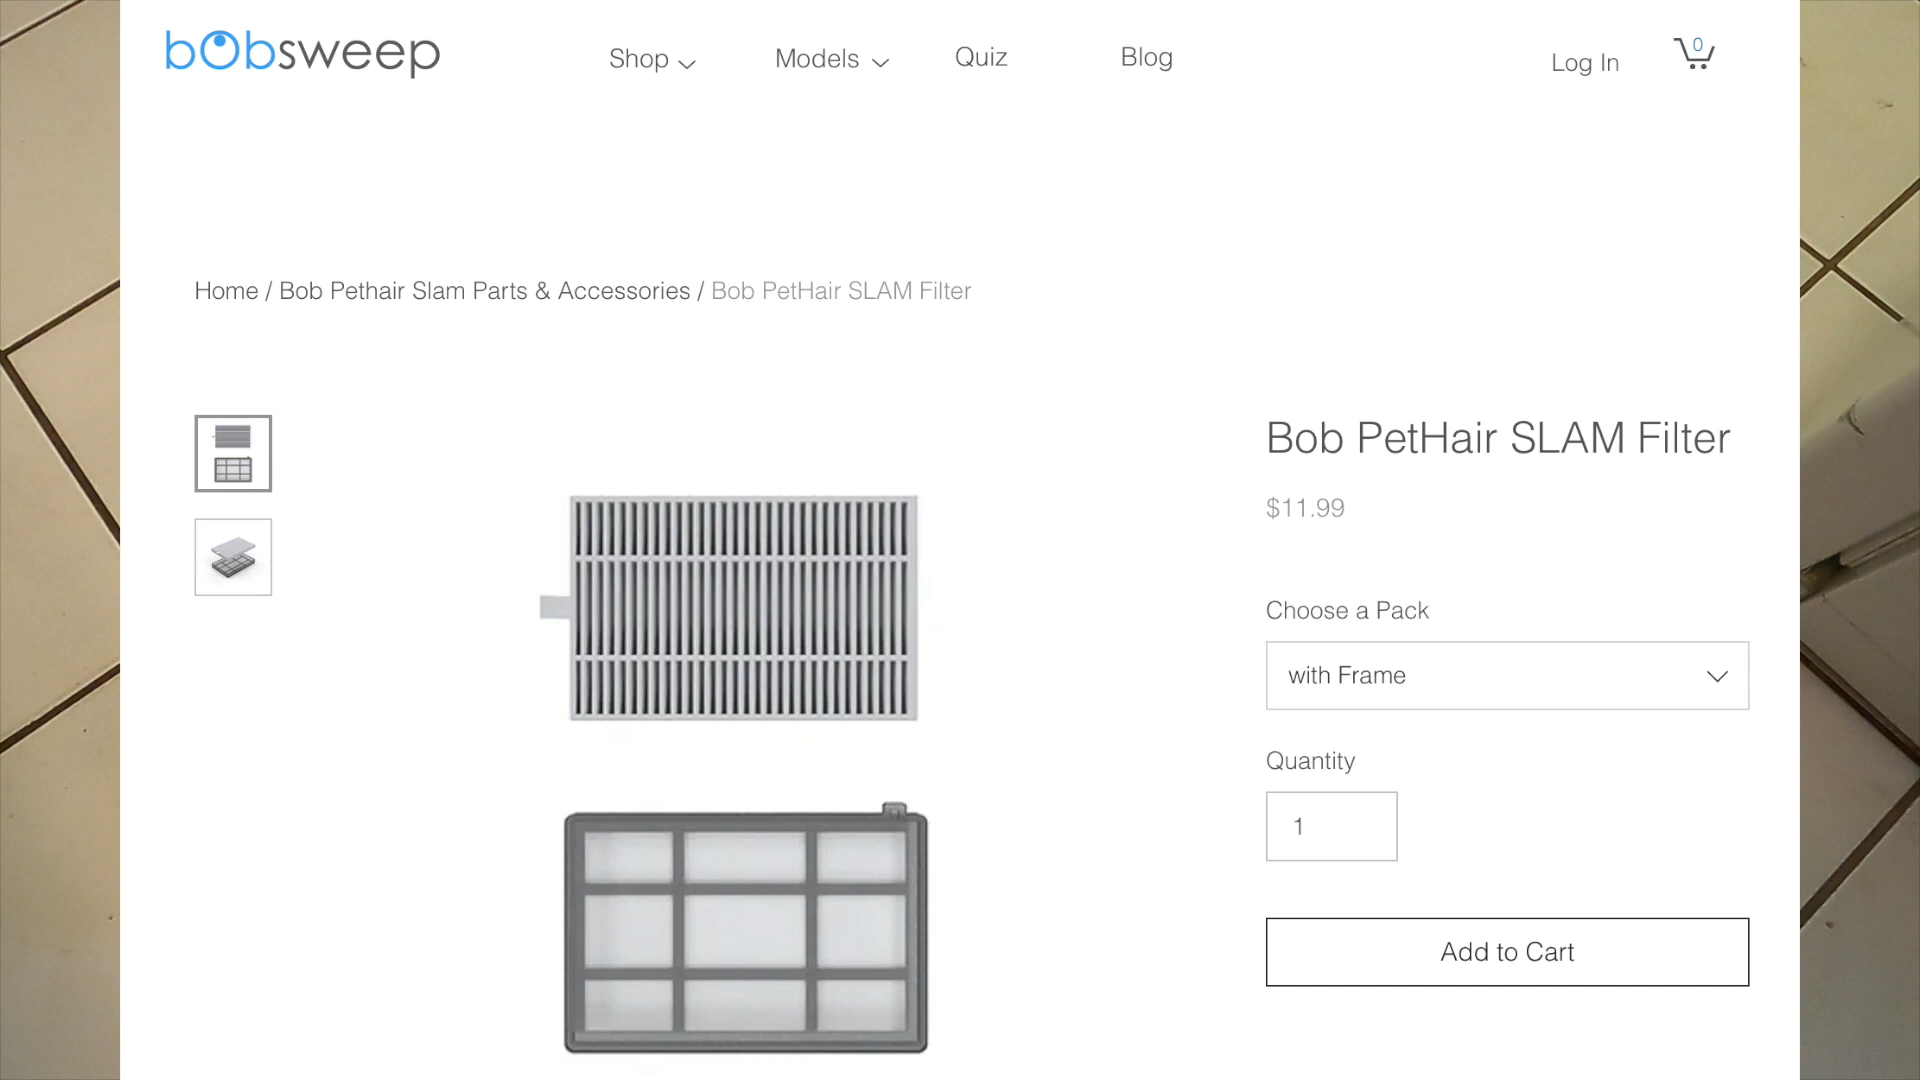 bobsweep
Shop
Models
Quiz
Blog
Log In
0
Home / Bob Pethair Slam Parts & Accessories / Bob PetHair SLAM Filter
Bob PetHair SLAM Filter
$11.99
Choose a Pack
with Frame
Quantity
1
Add to Cart